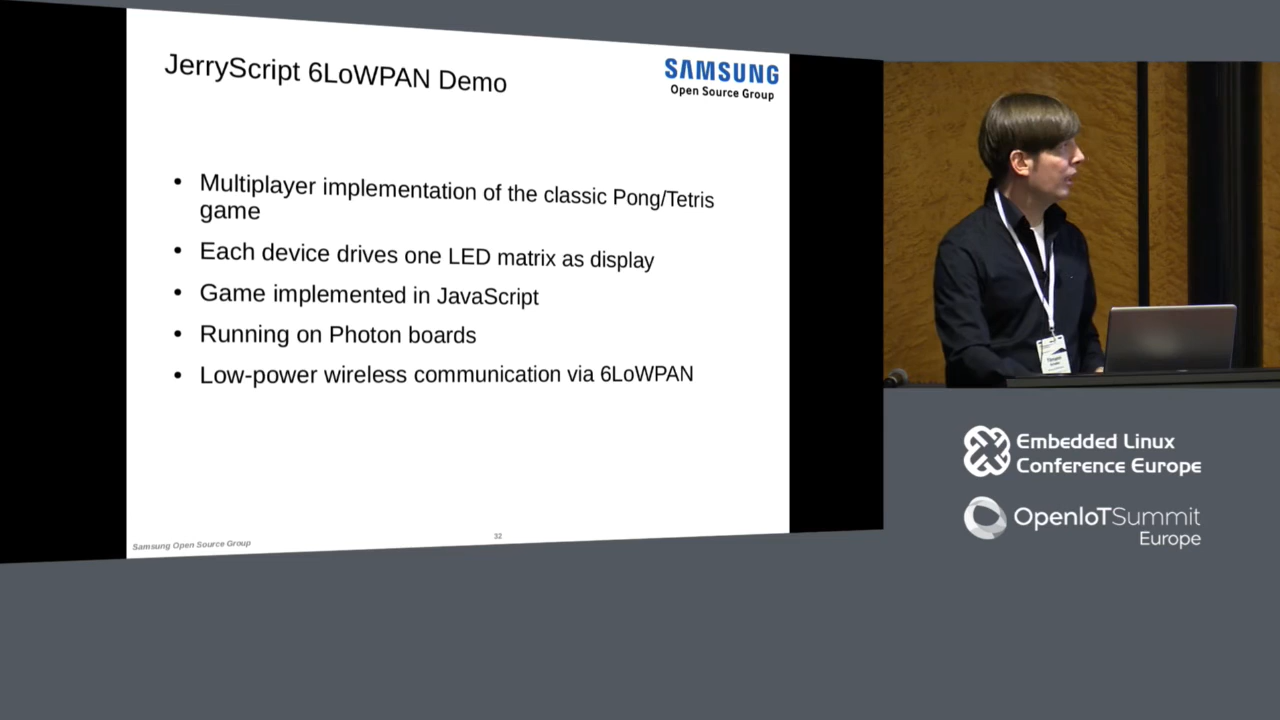 JerryScript 6LoWPAN Demo
SAMSUNG
Open Source Group
• Multiplayer implementation of the classic Pong/Tetris
game
• Each device drives one LED matrix as display
• Game implemented in JavaScript
• Running on Photon boards
• Low-power wireless communication via 6LoWPAN
Samsung Open Source Group
32
Embedded Linux
Conference Europe
OpenIoTSummit
Europe